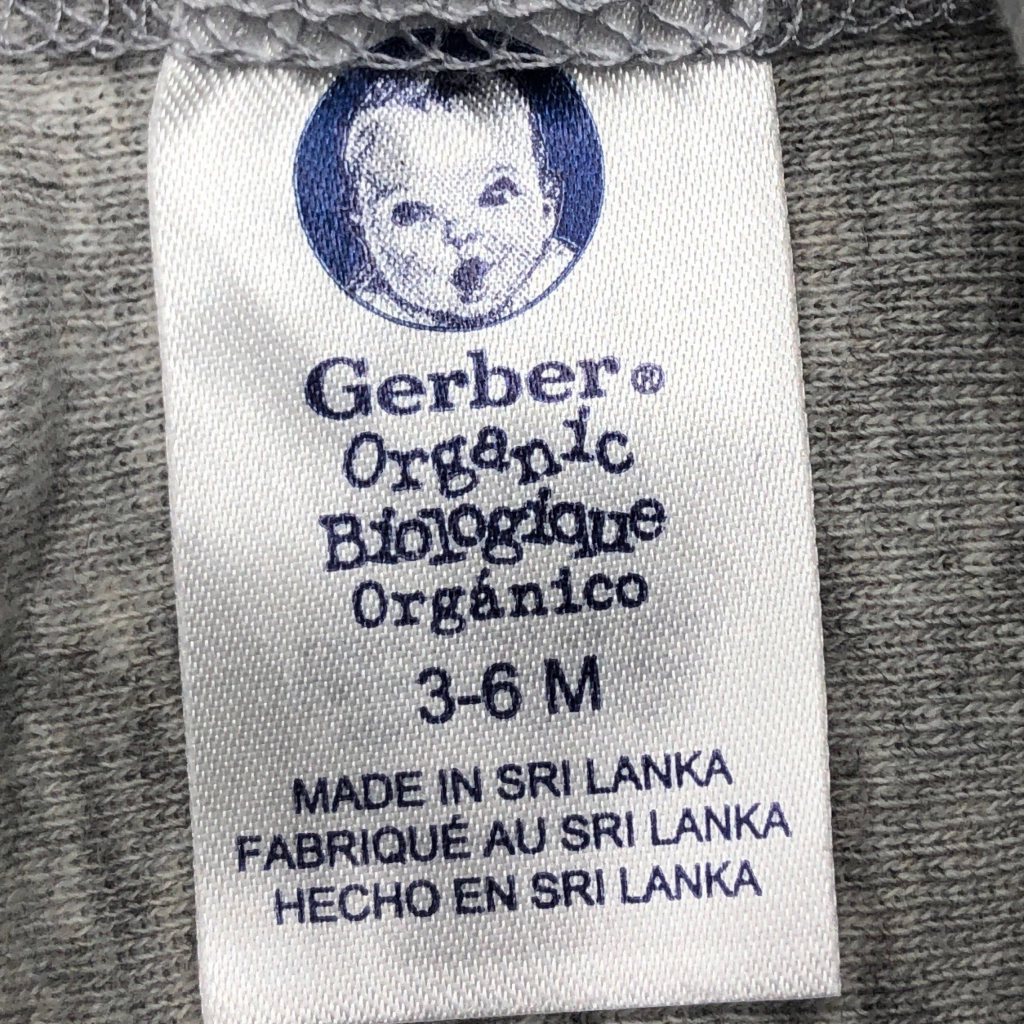 Gerber®
Organic
Biologique
Orgánico
3-6 M
MADE IN SRI LANKA
FABRIQUÉ AU SRI LANKA
HECHO EN SRI LANKA